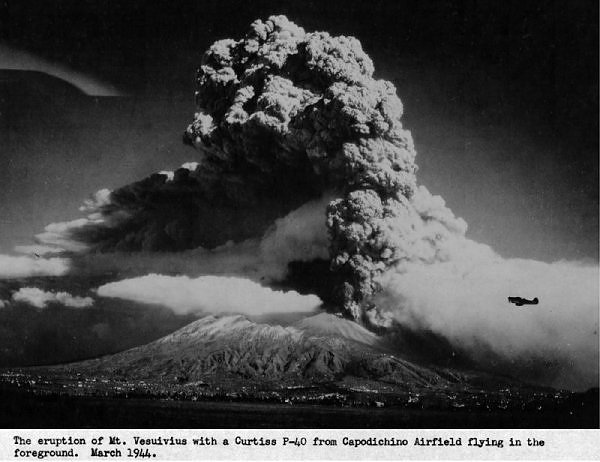 The eruption of Mt. Vesuivius with a Curtiss P-40 from Capodichino Airfield flying in the
foreground. March 1944.